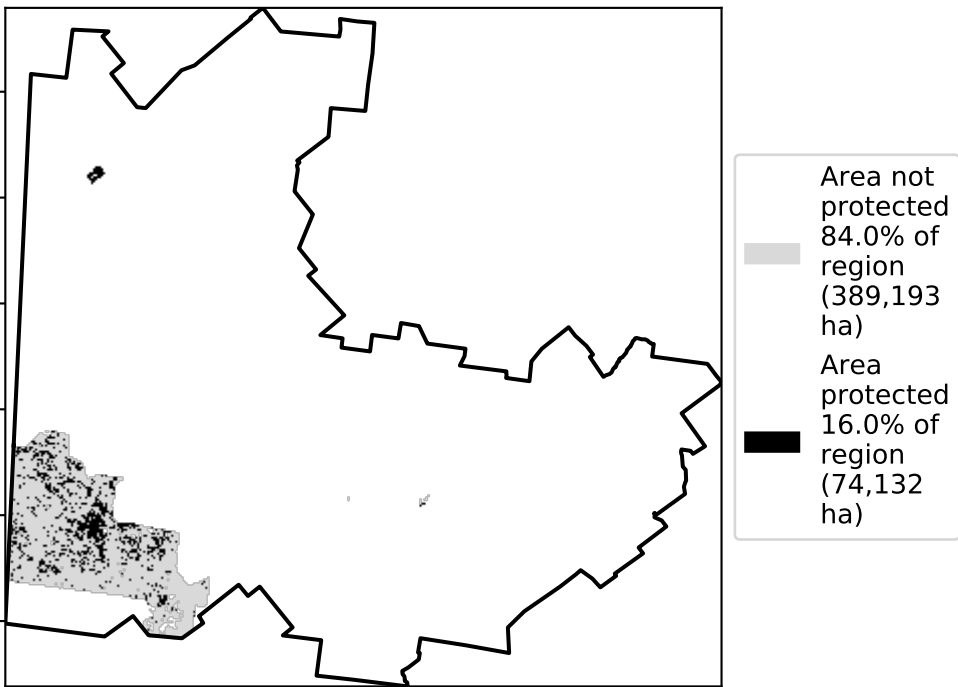 Area not
protected
84.0% of
region
(389,193
ha)
Area
protected
16.0% of
region
(74,132
ha)